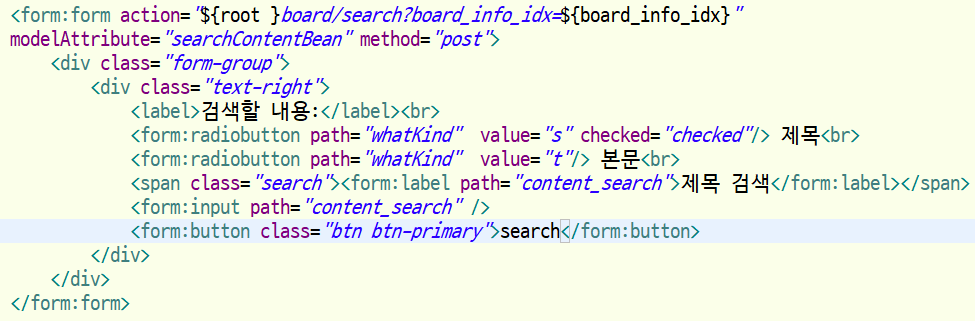 <form:form action="${root }board/search?board_info_idx=${board_info_idx}"
modelAttribute="searchContentBean" method="post">
<div class="form-group">
<div class="text-right">
<label>검색할 내용:</label><br>
<form:radiobutton path="whatKind"  value="s" checked="checked"/> 제목<br>
<form:radiobutton path="whatKind"  value="t"/> 본문<br>
<span class="search"><form:label path="content_search">제목 검색</form:label></span>
<form:input path="content_search" />
<form:button class="btn btn-primary">search</form:button>
</div>
</div>
</form:form>